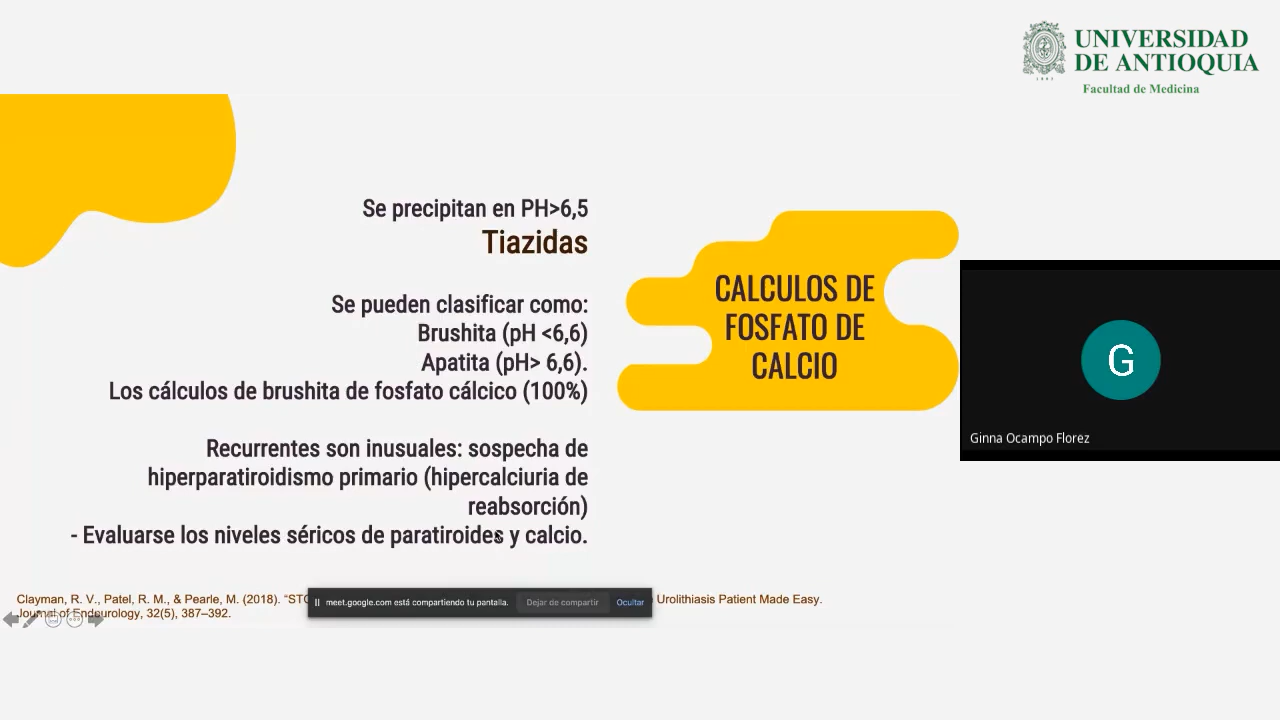 UNIVERSIDAD
DE ANTIOQUIA
1803
Facultad de Medicina
Se precipitan en PH>6,5
Tiazidas
Se pueden clasificar como:
Brushita (pH <6,6)
Apatita (pH> 6,6).
Los cálculos de brushita de fosfato cálcico (100%)
Recurrentes son inusuales: sospecha de
hiperparatiroidismo primario (hipercalciuria de
reabsorción)
- Evaluarse los niveles séricos de paratiroides y calcio.
CALCULOS DE
FOSFATO DE
CALCIO
G
Ginna Ocampo Florez
Clayman, R. V., Patel, R. M., & Pearle, M. (2018). “STO Urolithiasis Patient Made Easy.
Journal of Endourology, 32(5), 387–392.
meet.google.com está compartiendo tu pantalla.
Dejar de compartir
Ocultar